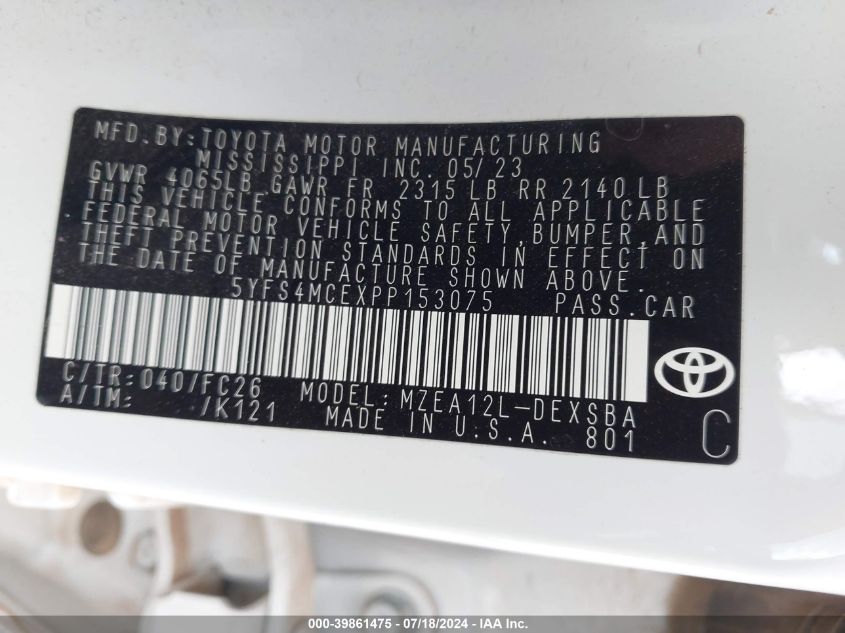 MFD.BY:TOYOTA MOTOR MANUFACTURING
MISSISSIPPI INC. 05/23
GVWR 4065LB GAWR FR 2315 LB RR 2140 LB
THIS VEHICLE CONFORMS TO ALL APPLICABLE
FEDERAL MOTOR VEHICLE SAFETY,BUMPER,AND
THEFT PREVENTION STANDARDS IN EFFECT ON
THE DATE OF MANUFACTURE SHOWN ABOVE.
5YFS4MCEXPP153075 PASS.CAR
C/TR:040/FC26 MODEL:MZEA12L-DEXSBA
A/TM: /K121 MADE IN U.S.A. 801
C
000-39861475 - 07/18/2024 - IAA Inc.